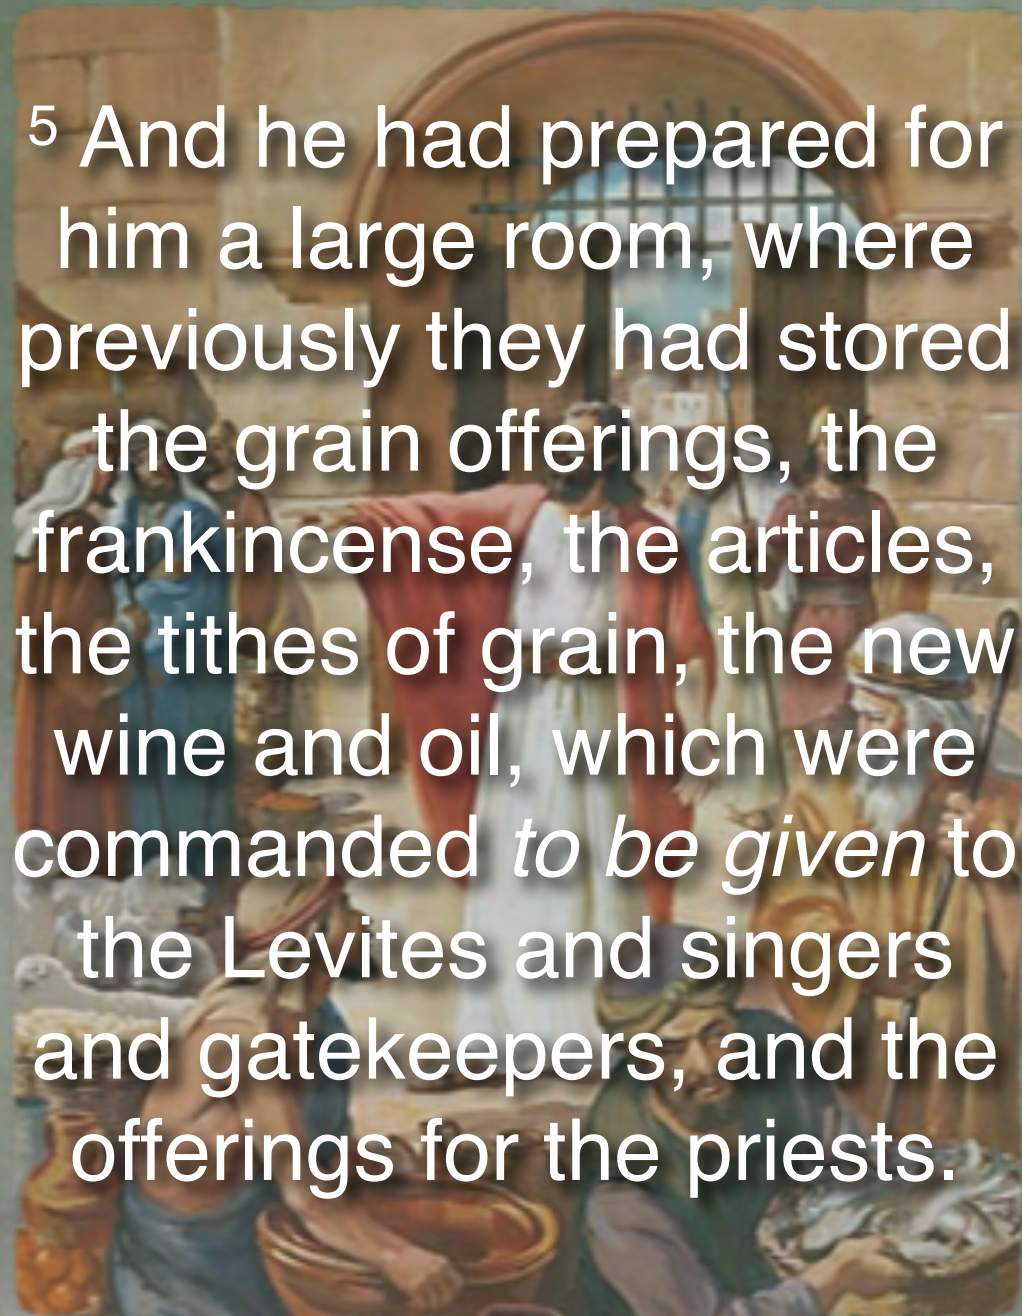 5 And he had prepared for
him a large room, where
previously they had stored
the grain offerings, the
frankincense, the articles,
the tithes of grain, the new
wine and oil, which were
commanded to be given to
the Levites and singers
and gatekeepers, and the
offerings for the priests.